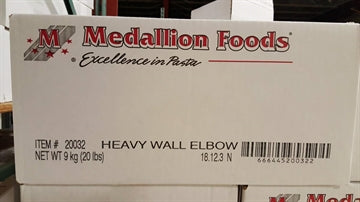 M Medallion Foods®
Excellence in Pasta
ITEM # 20032 HEAVY WALL ELBOW
NET WT 9 kg (20 lbs) 18.12.3 N
666445200322
M Medallion